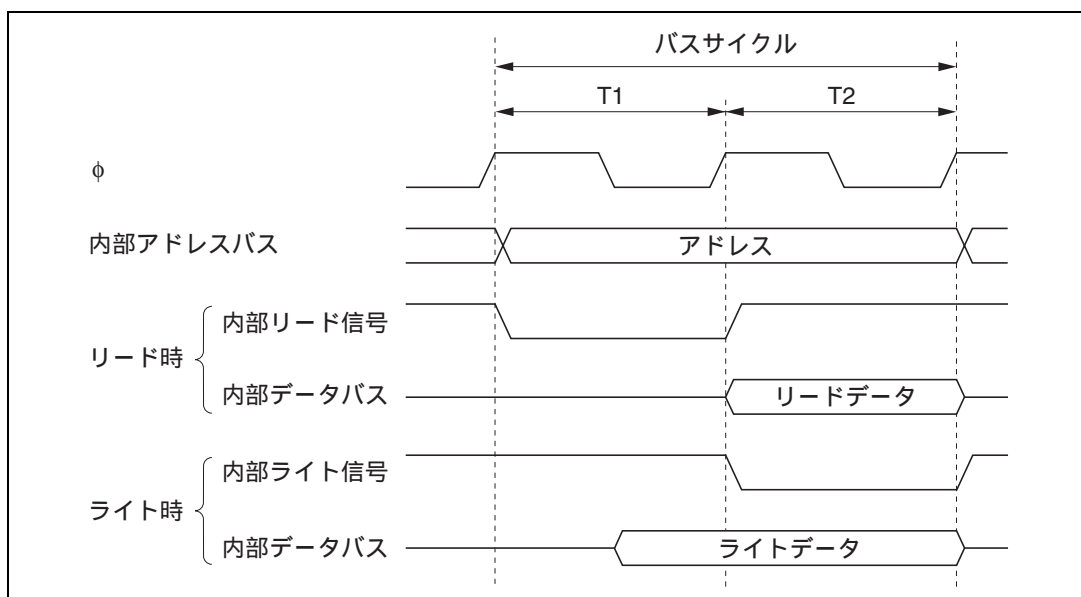 バスサイクル
T1
T2
φ
内部アドレスバス
アドレス
リード時
内部リード信号
内部データバス
リードデータ
ライト時
内部ライト信号
内部データバス
ライトデータ